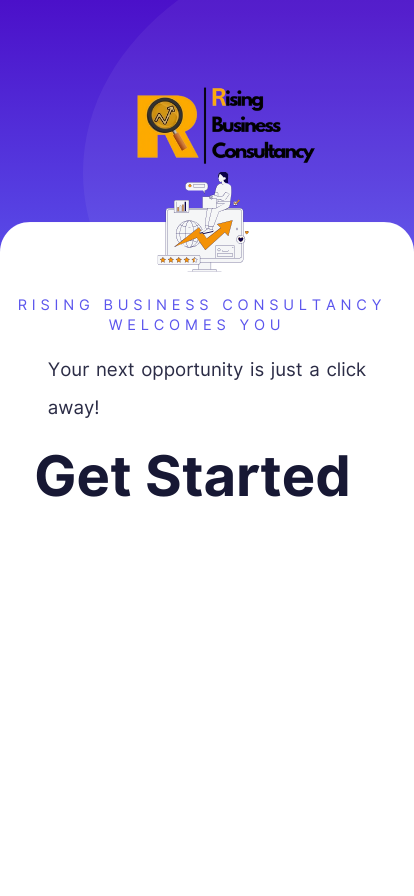 Rising
Business
Consultancy
RISING BUSINESS CONSULTANCY
WELCOMES YOU
Your next opportunity is just a click
away!
Get Started